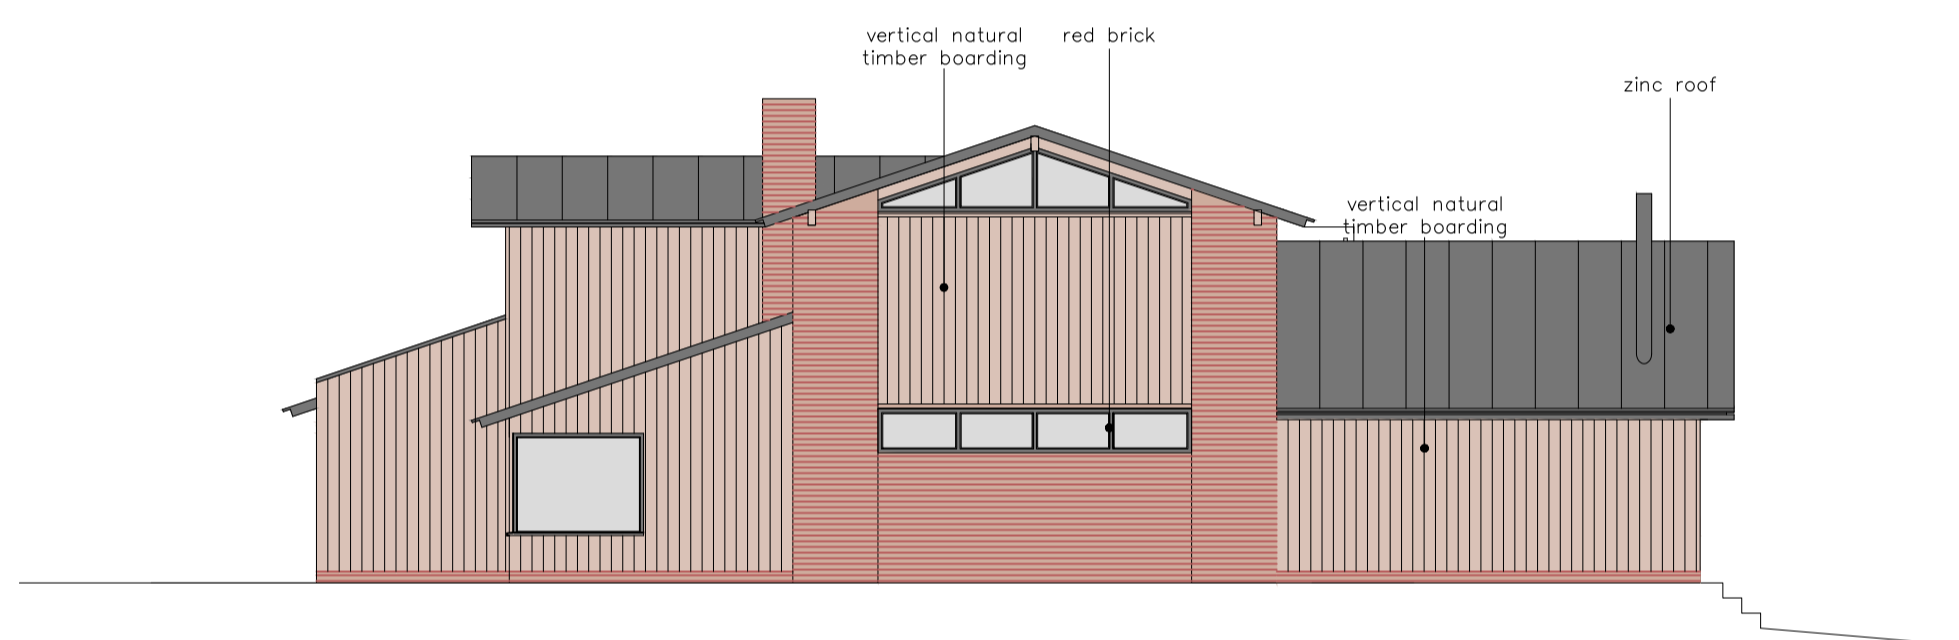 vertical natural
timber boarding
red brick
zinc roof
vertical natural
timber boarding